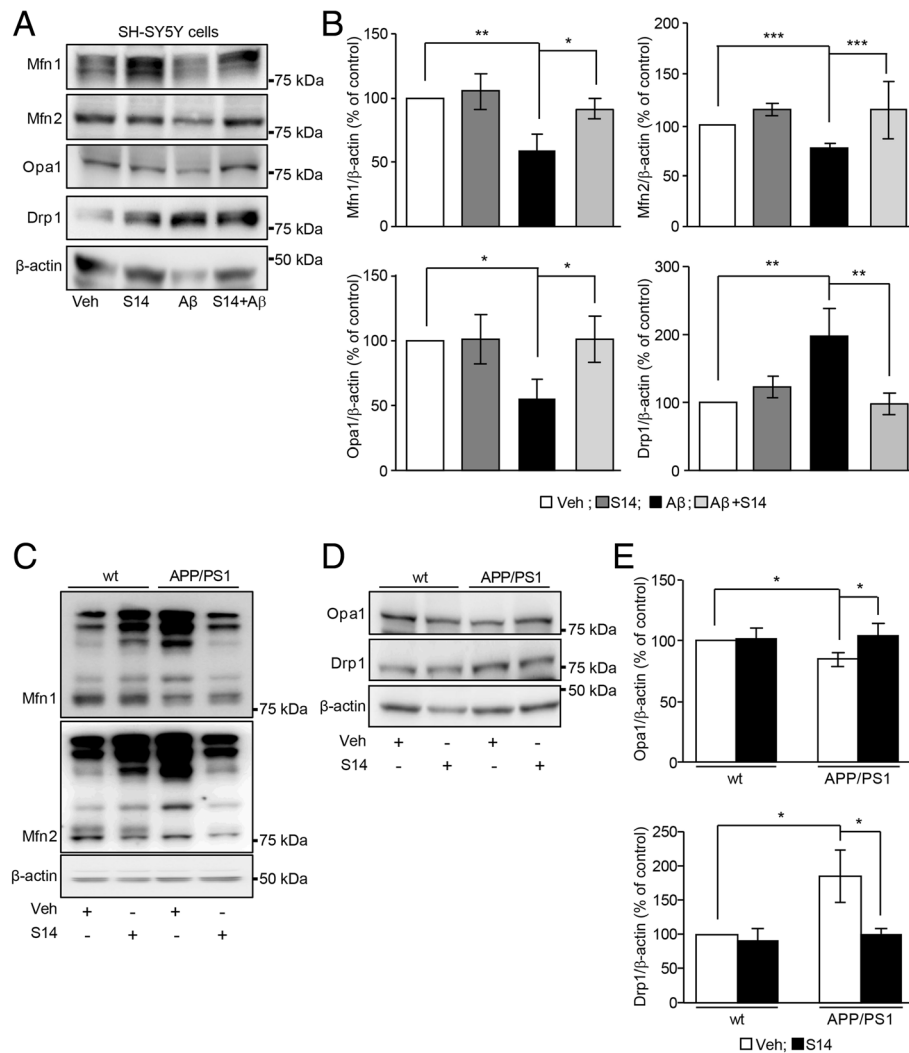 A
SH-SY5Y cells
Mfn1
75 kDa
Mfn2
75 kDa
Opa1
75 kDa
Drp1
75 kDa
β-actin
50 kDa
Veh S14 Aβ S14+Aβ
B
Mfn1/β-actin (% of control)
150
100
50
0
** *
Mfn2/β-actin (% of control)
200
150
100
50
0
*** ***
Opa1/β-actin (% of control)
150
100
50
0
* *
Drp1/β-actin (% of control)
300
200
100
0
** **
Veh ; S14; Aβ; Aβ+S14
C
wt APP/PS1
Mfn1
75 kDa
Mfn2
75 kDa
β-actin
50 kDa
Veh + - + -
S14 - + - +
D
wt APP/PS1
Opa1
75 kDa
Drp1
75 kDa
50 kDa
β-actin
Veh + - + -
S14 - + - +
E
Opa1/β-actin (% of control)
150
100
50
0
* *
wt APP/PS1
Drp1/β-actin (% of control)
250
200
150
100
50
0
* *
wt APP/PS1
Veh; S14